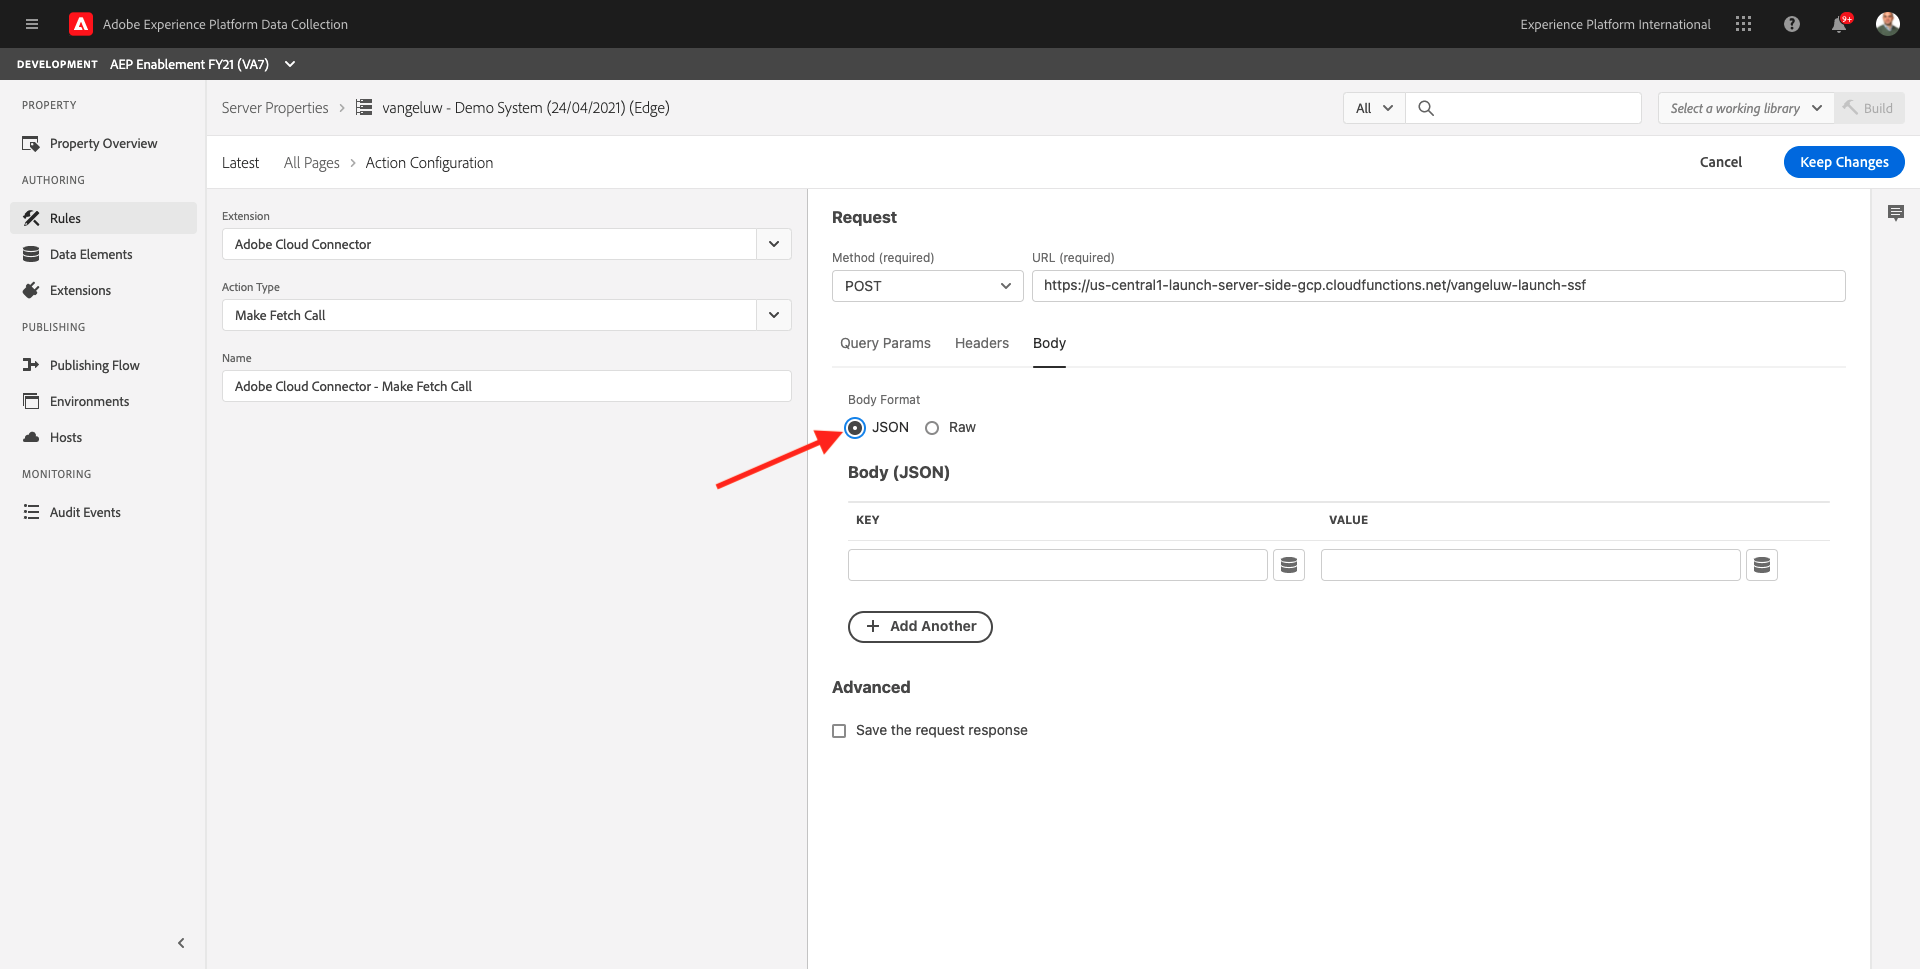 Adobe Experience Platform Data Collection
Experience Platform International
9+
DEVELOPMENT AEP Enablement FY21 (VA7)
PROPERTY
Property Overview
AUTHORING
Rules
Data Elements
Extensions
PUBLISHING
Publishing Flow
Environments
Hosts
MONITORING
Audit Events
Server Properties > vangeluw - Demo System (24/04/2021) (Edge)
All
Select a working library
Build
Latest All Pages > Action Configuration
Cancel
Keep Changes
Extension
Adobe Cloud Connector
Action Type
Make Fetch Call
Name
Adobe Cloud Connector - Make Fetch Call
Request
Method (required) URL (required)
POST https://us-central1-launch-server-side-gcp.cloudfunctions.net/vangeluw-launch-ssf
Query Params Headers Body
Body Format
JSON Raw
Body (JSON)
KEY VALUE
+ Add Another
Advanced
Save the request response